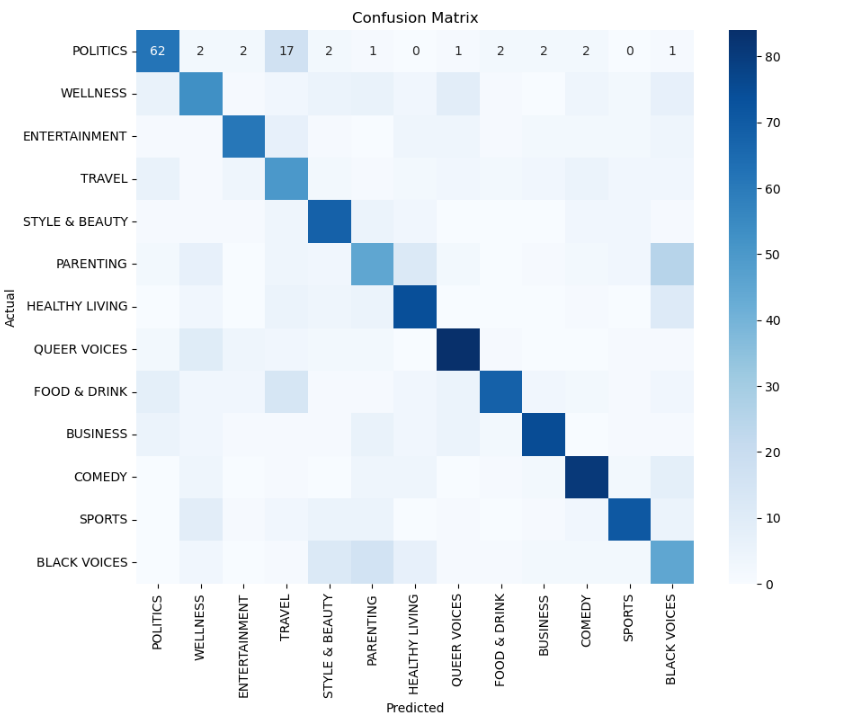 Confusion Matrix
POLITICS 62 2 2 17 2 1 0 1 2 2 2 0 1
WELLNESS
ENTERTAINMENT
TRAVEL
STYLE & BEAUTY
PARENTING
HEALTHY LIVING
QUEER VOICES
FOOD & DRINK
BUSINESS
COMEDY
SPORTS
BLACK VOICES
Actual
POLITICS
WELLNESS
ENTERTAINMENT
TRAVEL
STYLE & BEAUTY
PARENTING
HEALTHY LIVING
QUEER VOICES
FOOD & DRINK
BUSINESS
COMEDY
SPORTS
BLACK VOICES
Predicted
80
70
60
50
40
30
20
10
0